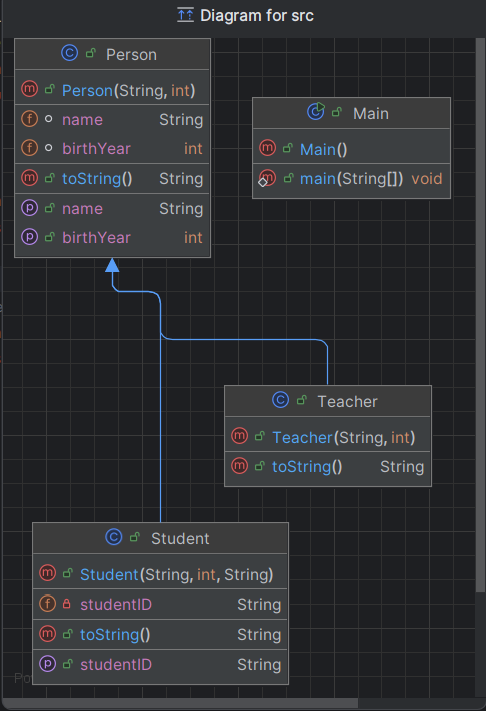 Diagram for src
Person
Person(String, int)
name String
birthYear int
toString() String
name String
birthYear int
Main
Main()
main(String[]) void
Teacher
Teacher(String, int)
toString() String
Student
Student(String, int, String)
studentID String
toString() String
studentID String